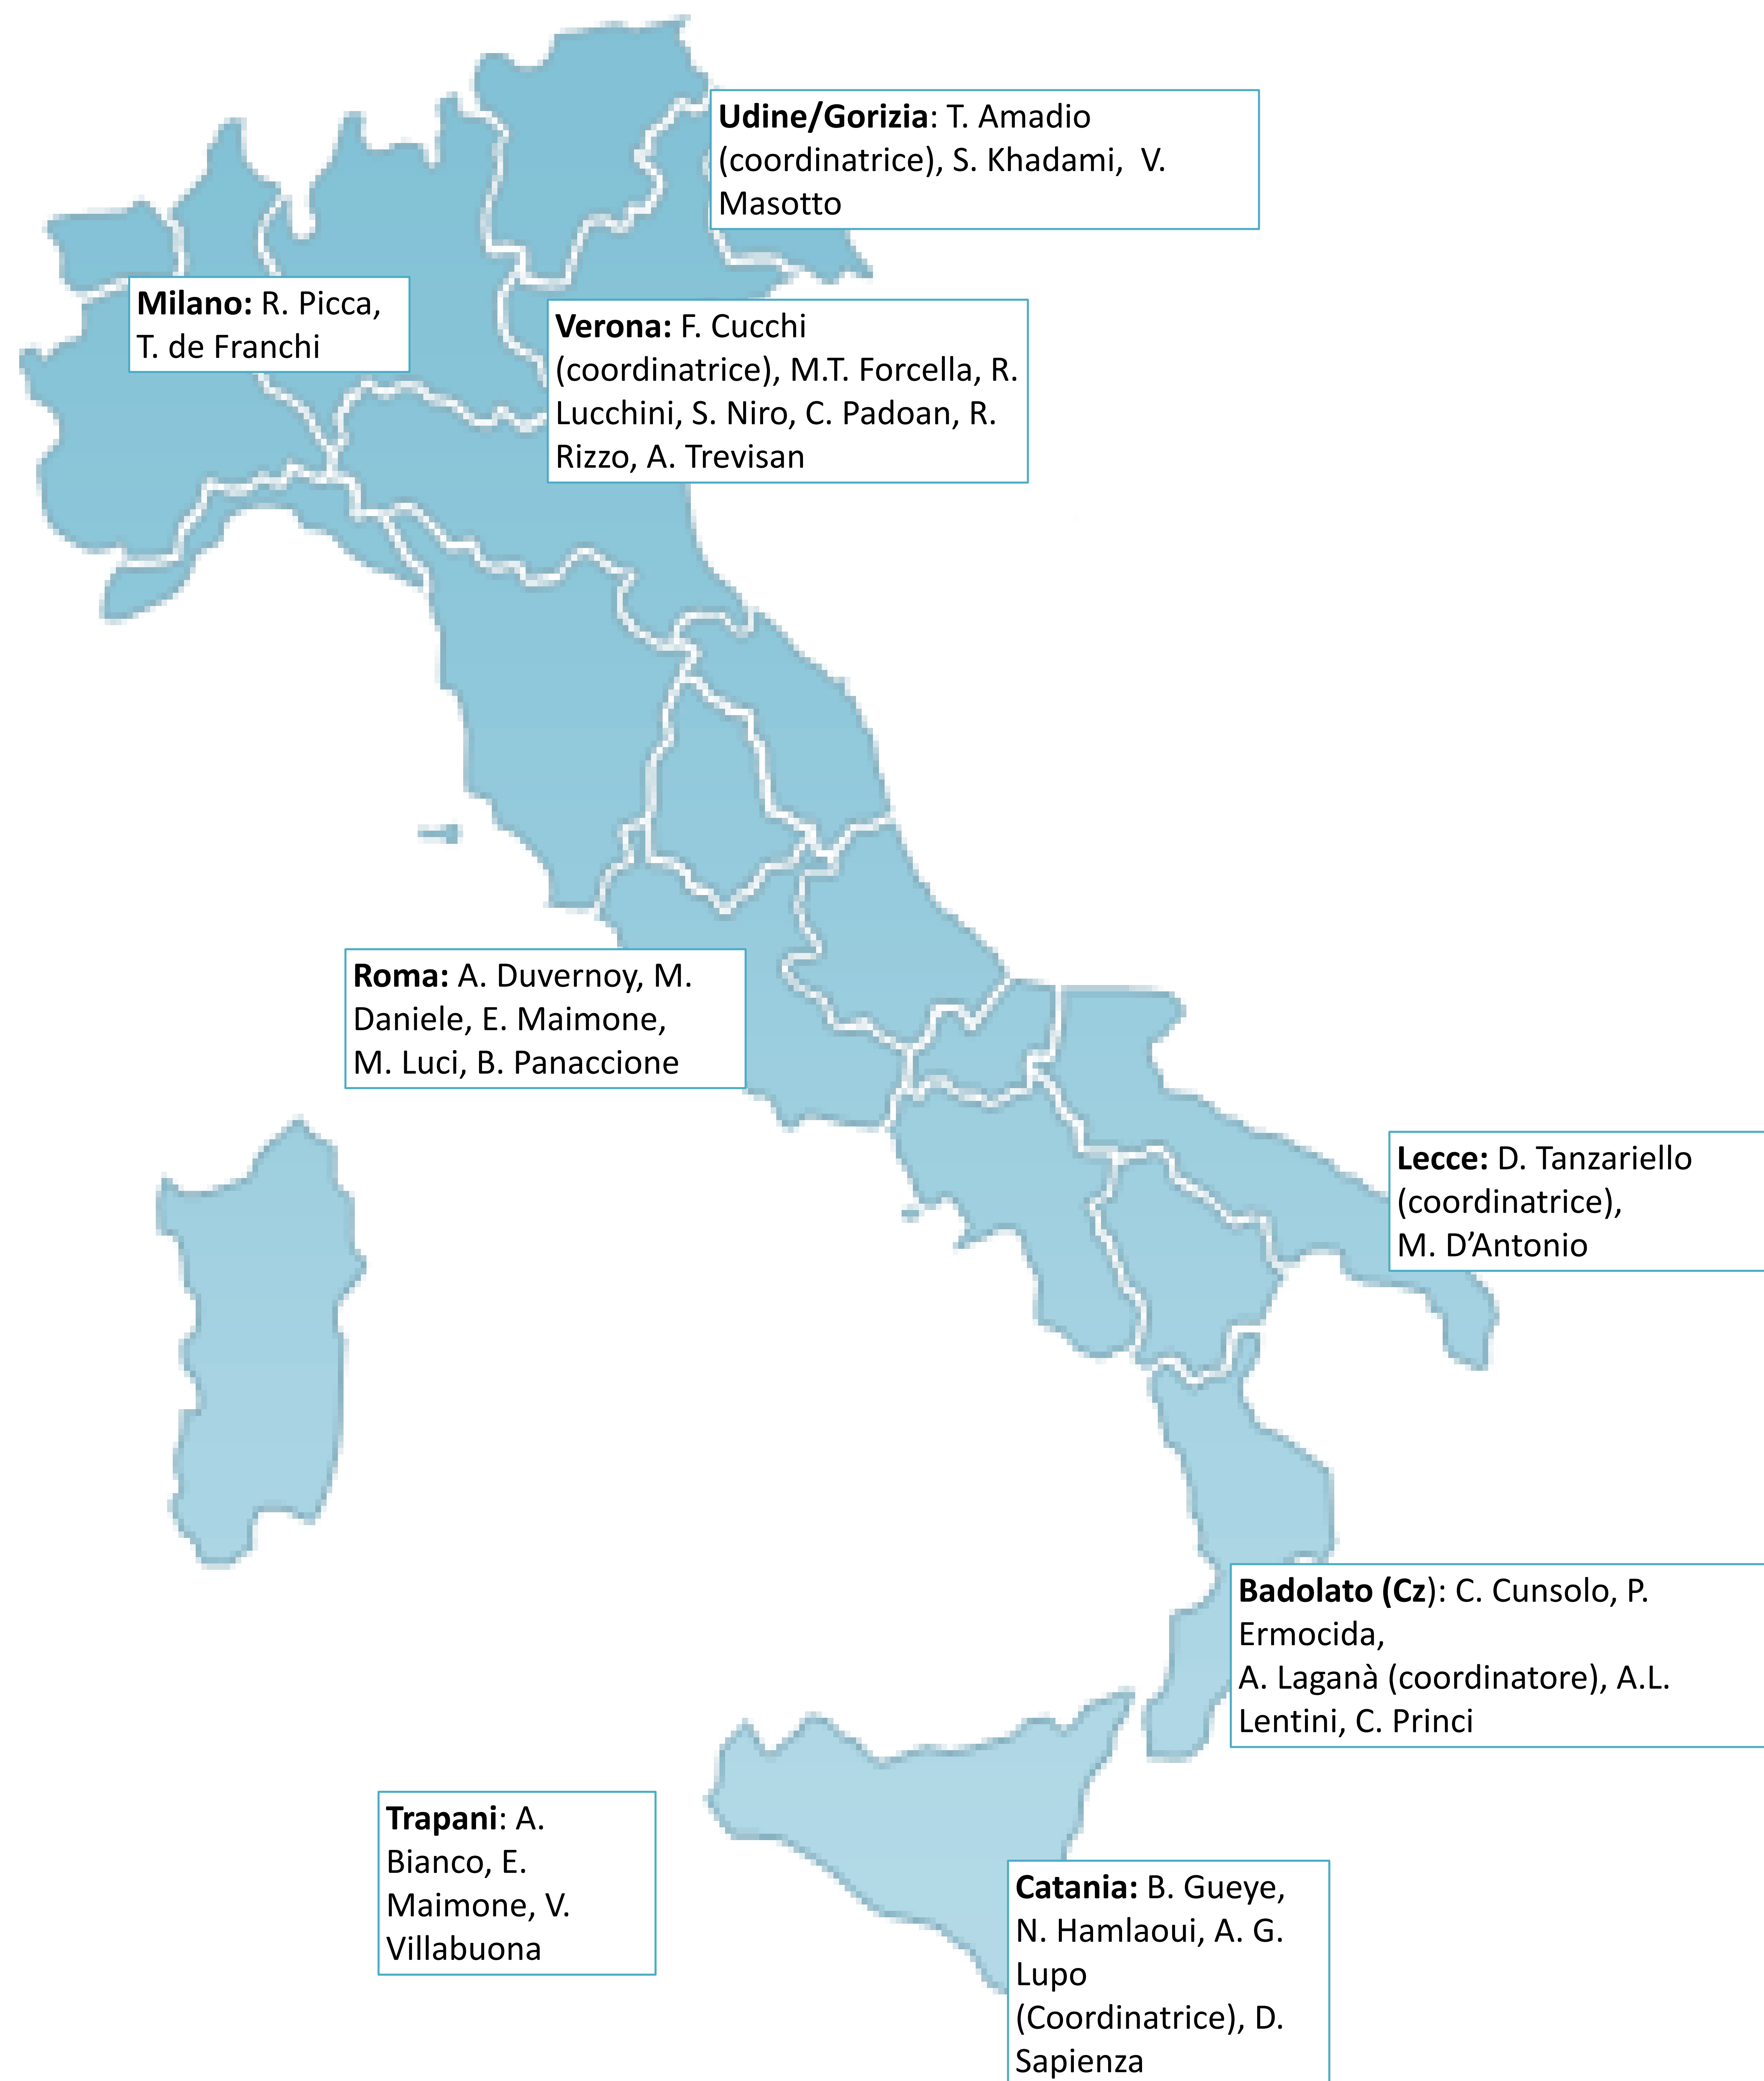 Udine/Gorizia: T. Amadio
(coordinatrice), S. Khadami, V.
Masotto
Milano: R. Picca,
T. de Franchi
Verona: F. Cucchi
(coordinatrice), M.T. Forcella, R.
Lucchini, S. Niro, C. Padoan, R.
Rizzo, A. Trevisan
Roma: A. Duvernoy, M.
Daniele, E. Maimone,
M. Luci, B. Panaccione
Lecce: D. Tanzariello
(coordinatrice),
M. D’Antonio
Badolato (Cz): C. Cunsolo, P.
Ermocida,
A. Laganà (coordinatore), A.L.
Lentini, C. Princi
Trapani: A.
Bianco, E.
Maimone, V.
Villabuona
Catania: B. Gueye,
N. Hamlaoui, A. G.
Lupo
(Coordinatrice), D.
Sapienza